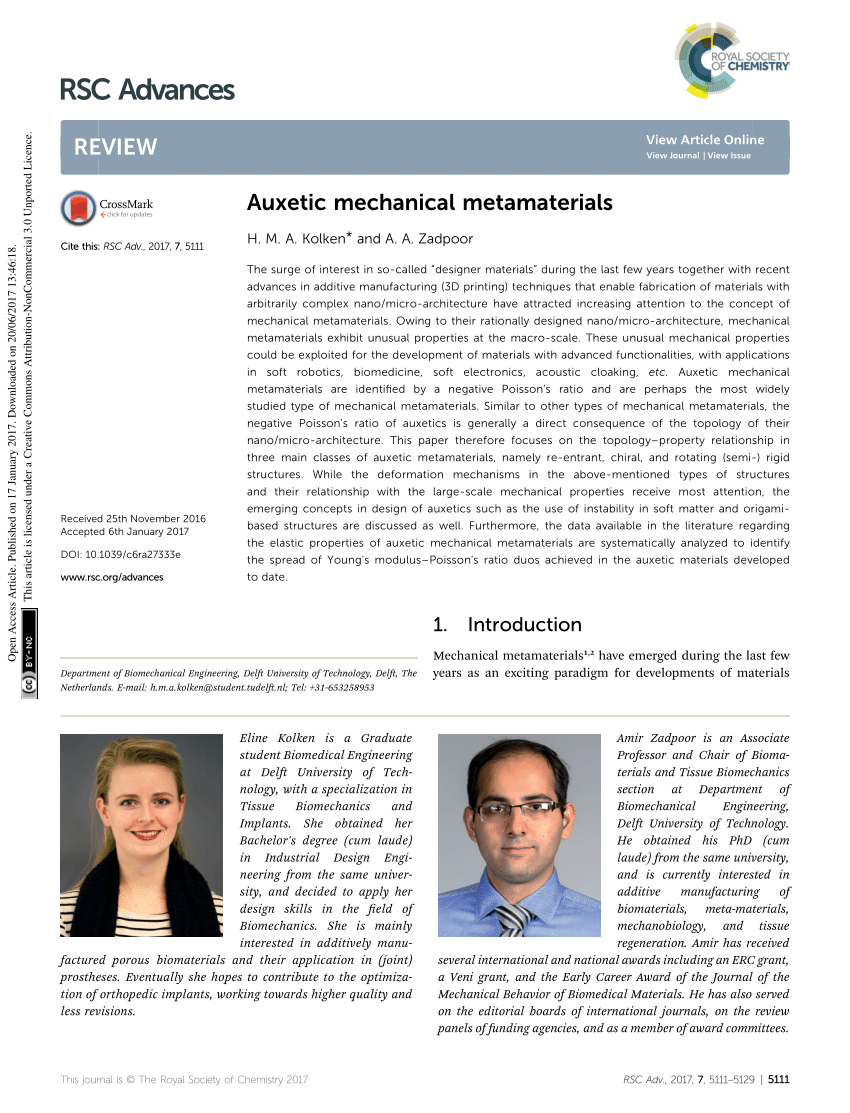 ROYAL SOCIETY
OF CHEMISTRY
RSC Advances
REVIEW
View Article Online
View Journal | View Issue
CrossMark
click for updates
Cite this: RSC Adv., 2017, 7, 5111
Received 25th November 2016
Accepted 6th January 2017
DOI: 10.1039/c6ra27333e
www.rsc.org/advances
Open Access Article. Published on 17 January 2017. Downloaded on 20/06/2017 13:46:18.
This article is licensed under a Creative Commons Attribution-NonCommercial 3.0 Unported Licence.
cc BY-NC
Auxetic mechanical metamaterials
H. M. A. Kolken* and A. A. Zadpoor
The surge of interest in so-called "designer materials" during the last few years together with recent
advances in additive manufacturing (3D printing) techniques that enable fabrication of materials with
arbitrarily complex nano/micro-architecture have attracted increasing attention to the concept of
mechanical metamaterials. Owing to their rationally designed nano/micro-architecture, mechanical
metamaterials exhibit unusual properties at the macro-scale. These unusual mechanical properties
could be exploited for the development of materials with advanced functionalities, with applications
in soft robotics, biomedicine, soft electronics, acoustic cloaking, etc. Auxetic mechanical
metamaterials are identified by a negative Poisson's ratio and are perhaps the most widely
studied type of mechanical metamaterials. Similar to other types of mechanical metamaterials, the
negative Poisson's ratio of auxetics is generally a direct consequence of the topology of their
nano/micro-architecture. This paper therefore focuses on the topology–property relationship in
three main classes of auxetic metamaterials, namely re-entrant, chiral, and rotating (semi-) rigid
structures. While the deformation mechanisms in the above-mentioned types of structures
and their relationship with the large-scale mechanical properties receive most attention, the
emerging concepts in design of auxetics such as the use of instability in soft matter and origami-
based structures are discussed as well. Furthermore, the data available in the literature regarding
the elastic properties of auxetic mechanical metamaterials are systematically analyzed to identify
the spread of Young's modulus–Poisson's ratio duos achieved in the auxetic materials developed
to date.
Department of Biomechanical Engineering, Delft University of Technology, Delft, The
Netherlands. E-mail: h.m.a.kolken@student.tudelft.nl; Tel: +31-653258953
1. Introduction
Mechanical metamaterials1,2 have emerged during the last few
years as an exciting paradigm for developments of materials
Eline Kolken is a Graduate
student Biomedical Engineering
at Delft University of Tech-
nology, with a specialization in
Tissue Biomechanics and
Implants. She obtained her
Bachelor's degree (cum laude)
in Industrial Design Engi-
neering from the same univer-
sity, and decided to apply her
design skills in the field of
Biomechanics. She is mainly
interested in additively manu-
factured porous biomaterials and their application in (joint)
prostheses. Eventually she hopes to contribute to the optimiza-
tion of orthopedic implants, working towards higher quality and
less revisions.
Amir Zadpoor is an Associate
Professor and Chair of Bioma-
terials and Tissue Biomechanics
section at Department of
Biomechanical Engineering,
Delft University of Technology.
He obtained his PhD (cum
laude) from the same university,
and is currently interested in
additive manufacturing of
biomaterials, meta-materials,
mechanobiology, and tissue
regeneration. Amir has received
several international and national awards including an ERC grant,
a Veni grant, and the Early Career Award of the Journal of the
Mechanical Behavior of Biomedical Materials. He has also served
on the editorial boards of international journals, on the review
panels of funding agencies, and as a member of award committees.
This journal is © The Royal Society of Chemistry 2017
RSC Adv., 2017, 7, 5111–5129 | 5111